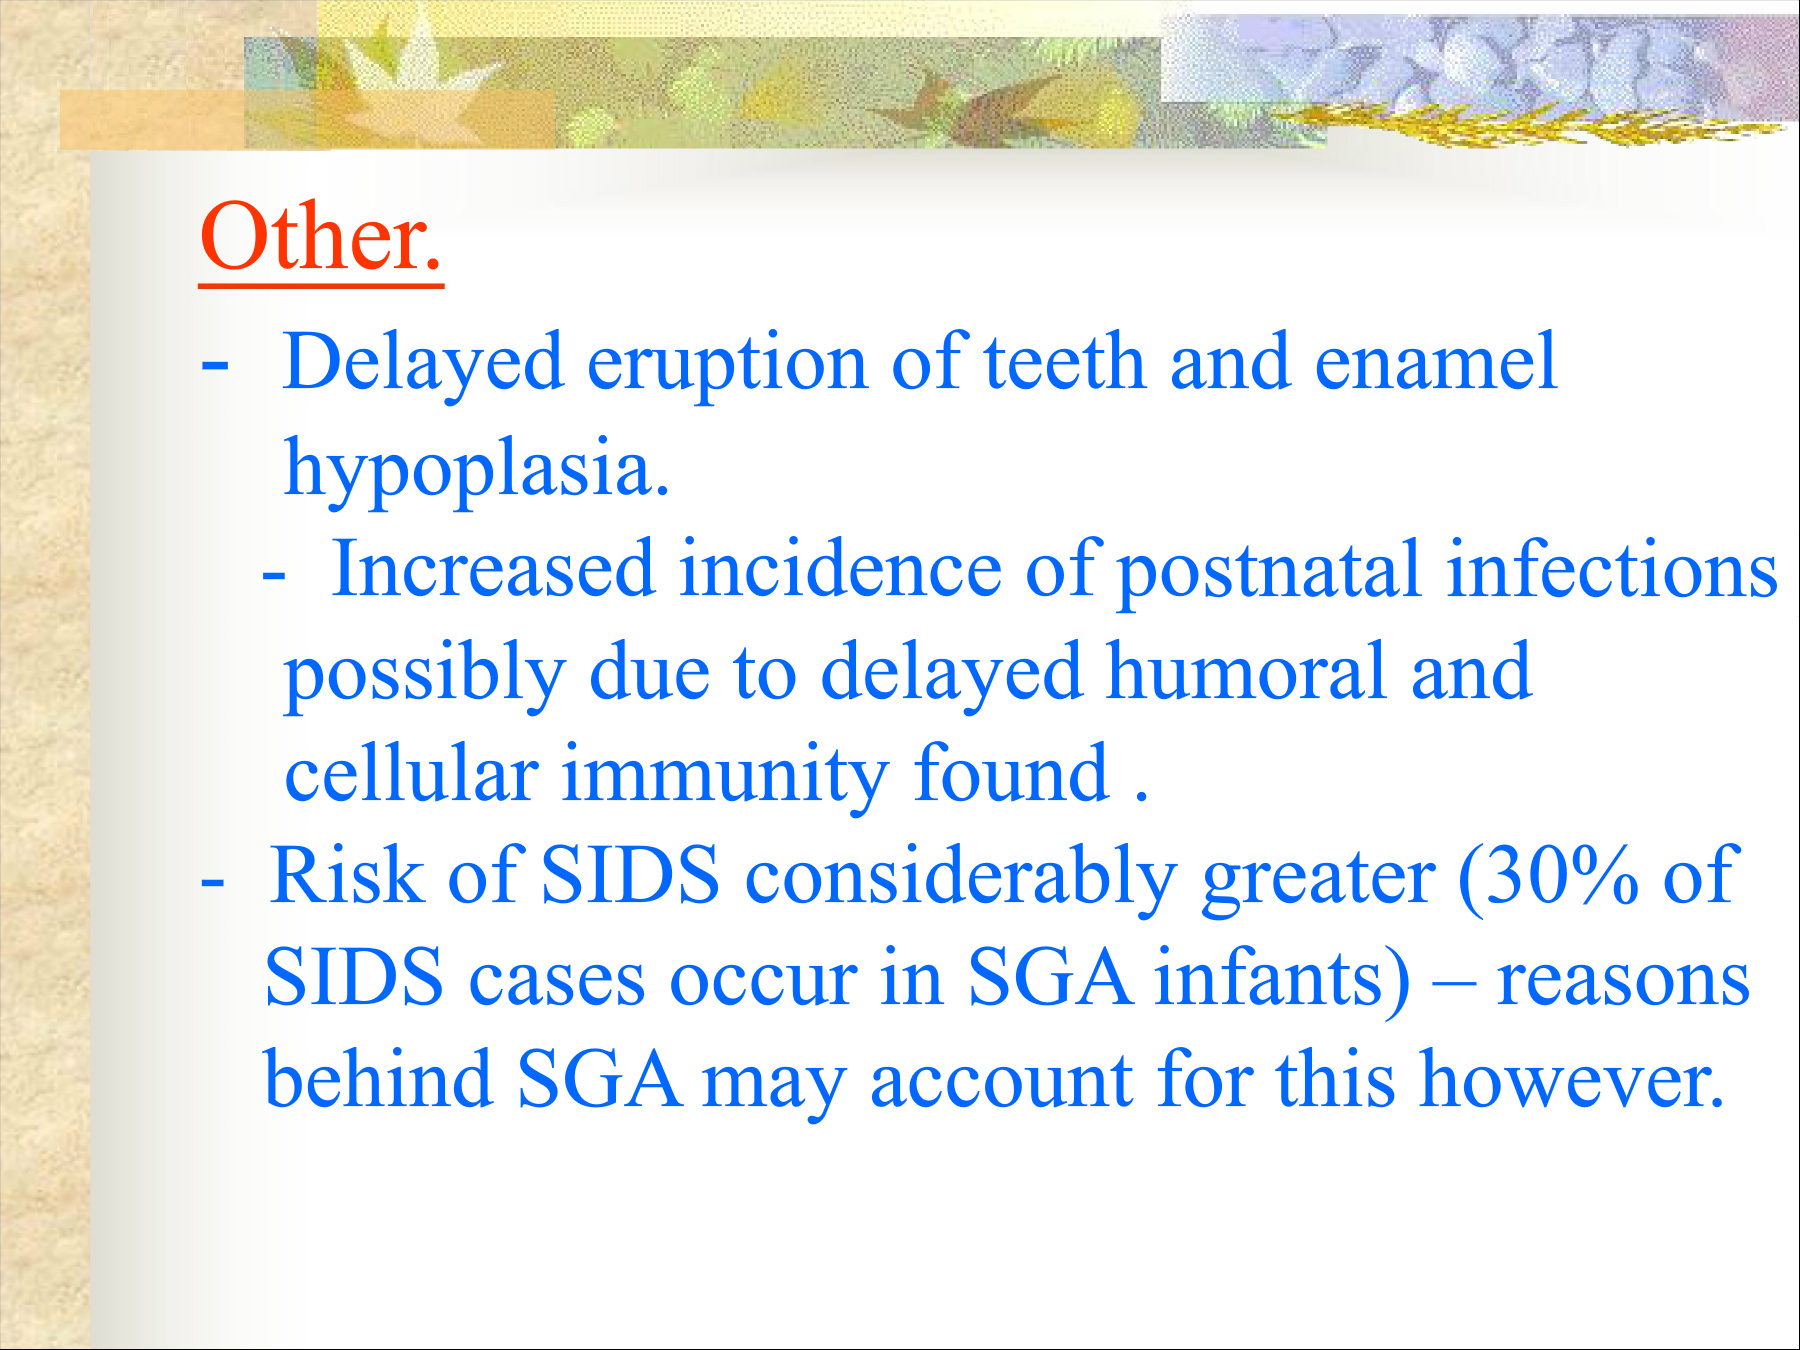 Other.
- Delayed eruption of teeth and enamel
hypoplasia.
- Increased incidence of postnatal infections
possibly due to delayed humoral and
cellular immunity found .
- Risk of SIDS considerably greater (30% of
SIDS cases occur in SGA infants) – reasons
behind SGA may account for this however.